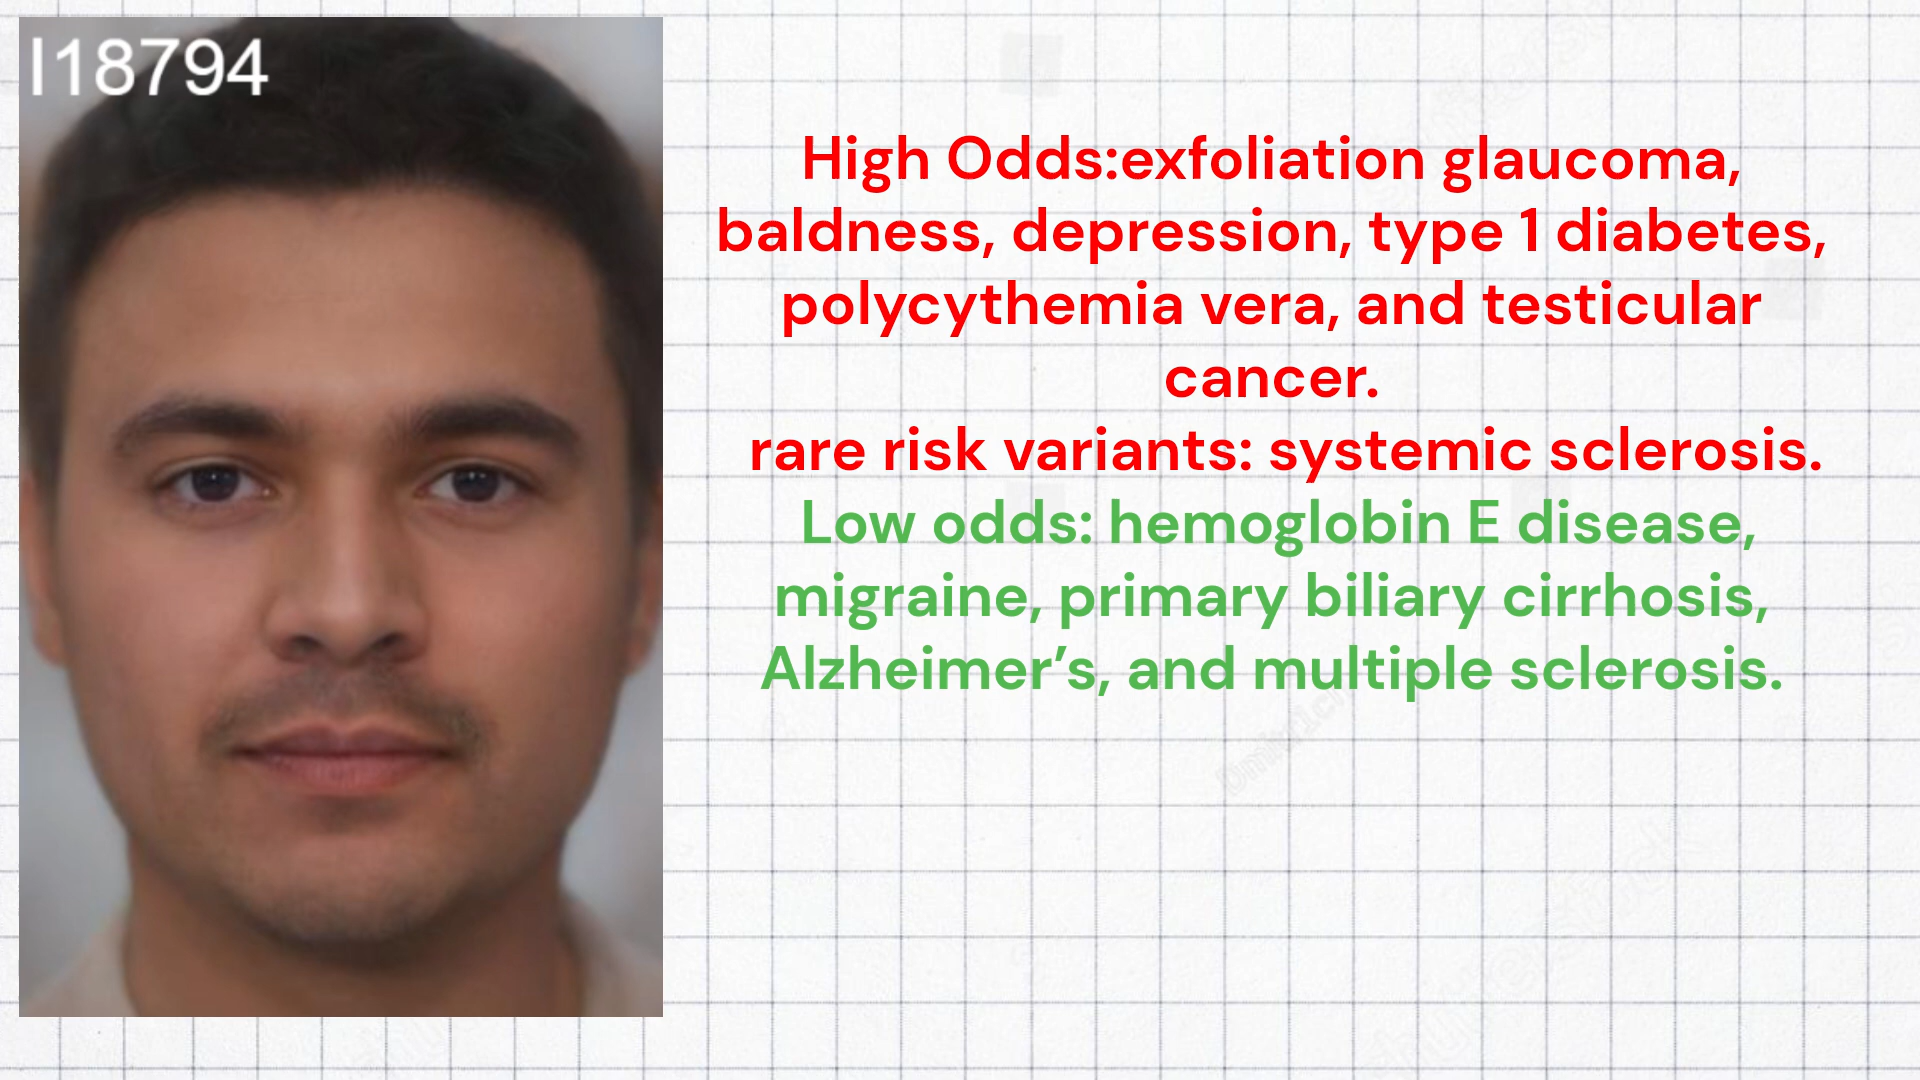 I18794
High Odds:exfoliation glaucoma,
baldness, depression, type 1 diabetes,
polycythemia vera, and testicular
cancer.
rare risk variants: systemic sclerosis.
Low odds: hemoglobin E disease,
migraine, primary biliary cirrhosis,
Alzheimer’s, and multiple sclerosis.